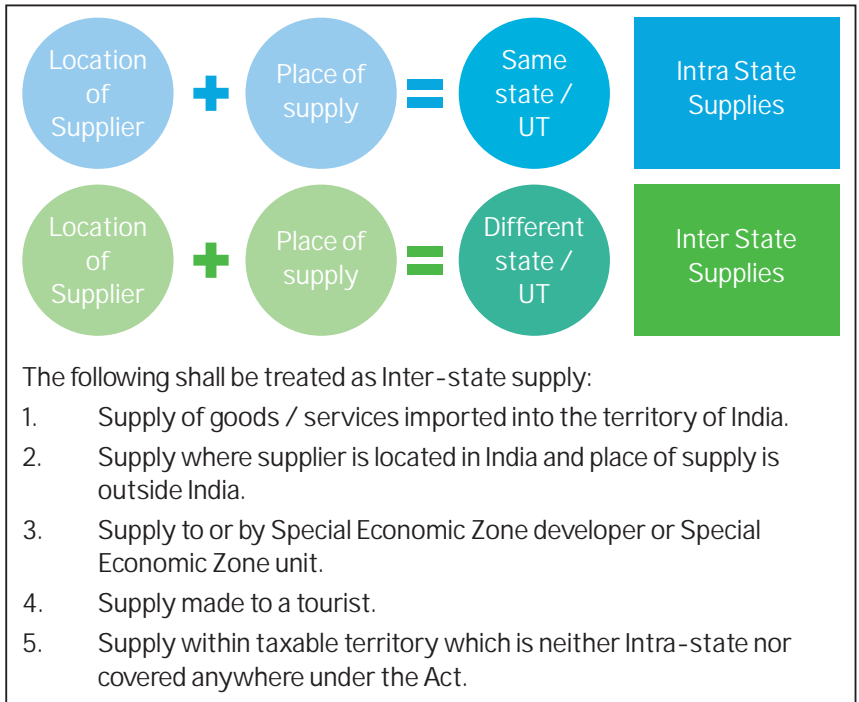 Location
of
Supplier
Place of
supply
Same
state /
UT
Intra State
Supplies
Location
of
Supplier
Place of
supply
Different
state /
UT
Inter State
Supplies
The following shall be treated as Inter-state supply:
1. Supply of goods / services imported into the territory of India.
2. Supply where supplier is located in India and place of supply is
outside India.
3. Supply to or by Special Economic Zone developer or Special
Economic Zone unit.
4. Supply made to a tourist.
5. Supply within taxable territory which is neither Intra-state nor
covered anywhere under the Act.